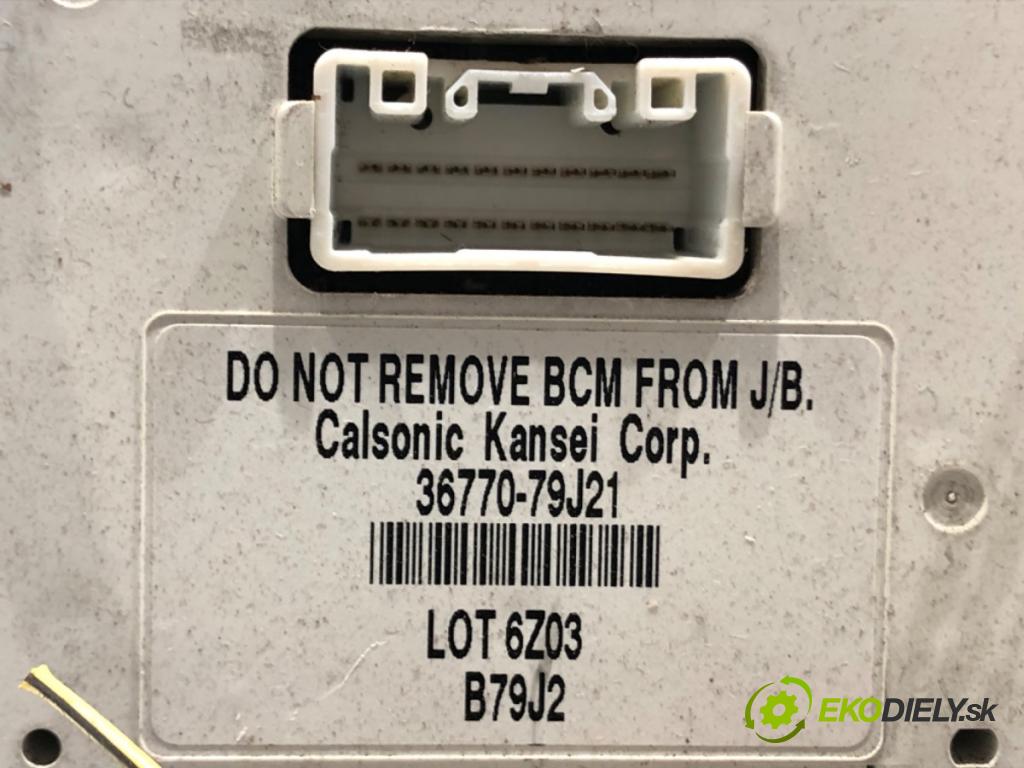 DO NOT REMOVE BCM FROM J/B.
Calsonic Kansei Corp.
36770-79J21
LOT 6Z03
B79J2
EKODIELY.sk